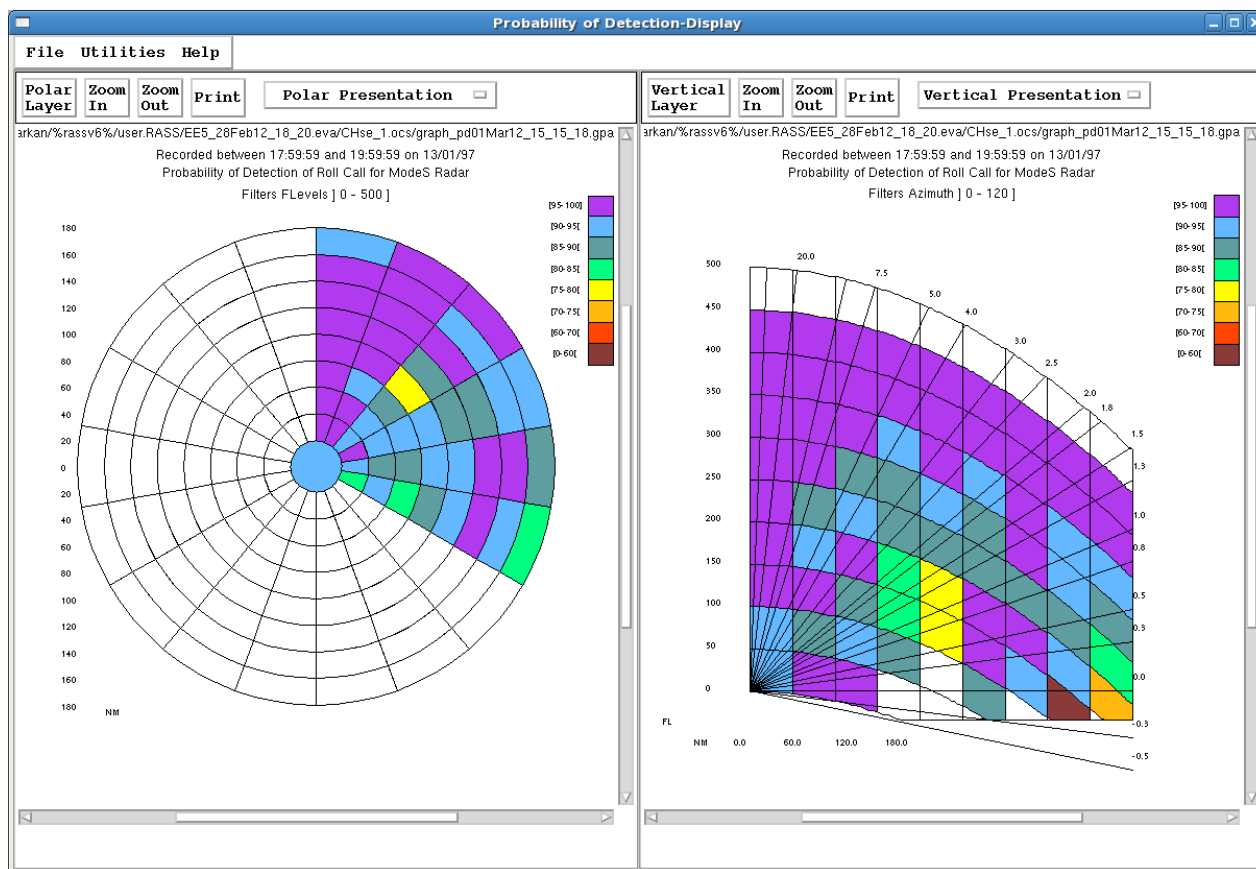 Probability of Detection-Display
File Utilities Help
Polar Layer
Zoom In
Zoom Out
Print
Polar Presentation
arkan/%rassv6%/user.RASS/EE5_28Feb12_18_20.eva/CHse_1.ocs/graph_pd01Mar12_15_15_18.gpa
Recorded between 17:59:59 and 19:59:59 on 13/01/97
Probability of Detection of Roll Call for ModeS Radar
Filters FLevels ] 0 - 500 ]
[95-100]
[90-95[
[85-90[
[80-85[
[75-80[
[70-75[
[60-70[
[0-60[
180
160
140
120
100
80
60
40
20
0
20
40
60
80
100
120
140
160
180
NM
Vertical Layer
Zoom In
Zoom Out
Print
Vertical Presentation
arkan/%rassv6%/user.RASS/EE5_28Feb12_18_20.eva/CHse_1.ocs/graph_pd01Mar12_15_15_18.gpa
Recorded between 17:59:59 and 19:59:59 on 13/01/97
Probability of Detection of Roll Call for ModeS Radar
Filters Azimuth ] 0 - 120 ]
[95-100]
[90-95[
[85-90[
[80-85[
[75-80[
[70-75[
[60-70[
[0-60[
500
450
400
350
300
250
200
150
100
50
0
FL
20.0
7.5
5.0
4.0
3.0
2.5
2.0
1.8
1.5
1.3
1.0
0.8
0.5
0.3
0.0
-0.3
-0.5
NM 0.0 60.0 120.0 180.0